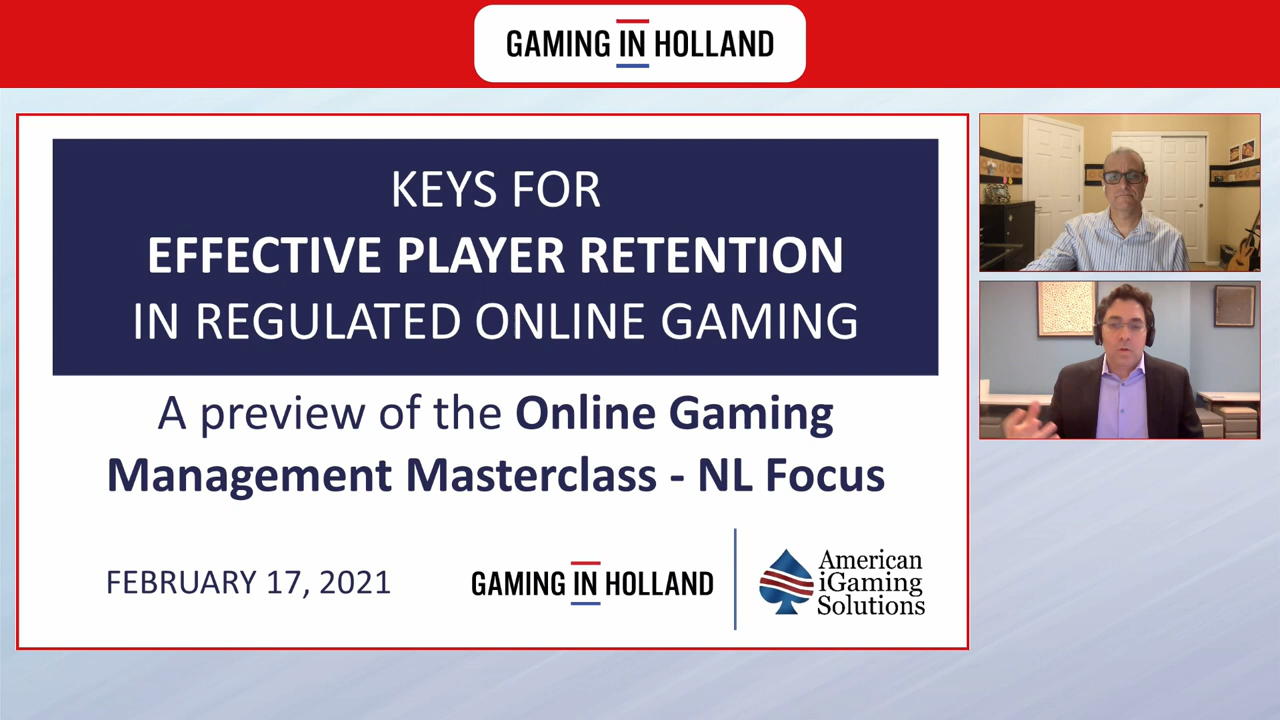 GAMING IN HOLLAND
KEYS FOR
EFFECTIVE PLAYER RETENTION
IN REGULATED ONLINE GAMING
A preview of the Online Gaming
Management Masterclass - NL Focus
FEBRUARY 17, 2021
GAMING IN HOLLAND
American
iGaming
Solutions